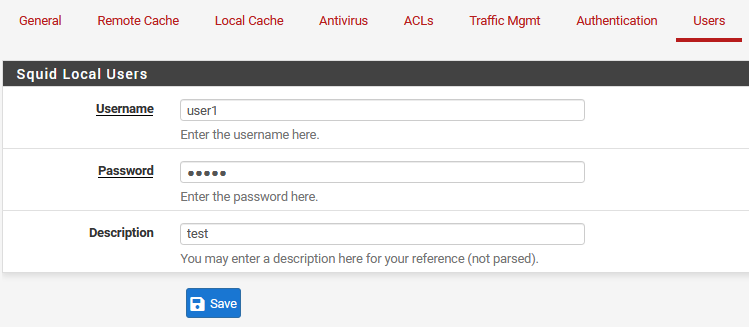 General Remote Cache Local Cache Antivirus ACLs Traffic Mgmt Authentication Users
Squid Local Users
Username user1
Enter the username here.
Password •••••
Enter the password here.
Description test
You may enter a description here for your reference (not parsed).
Save